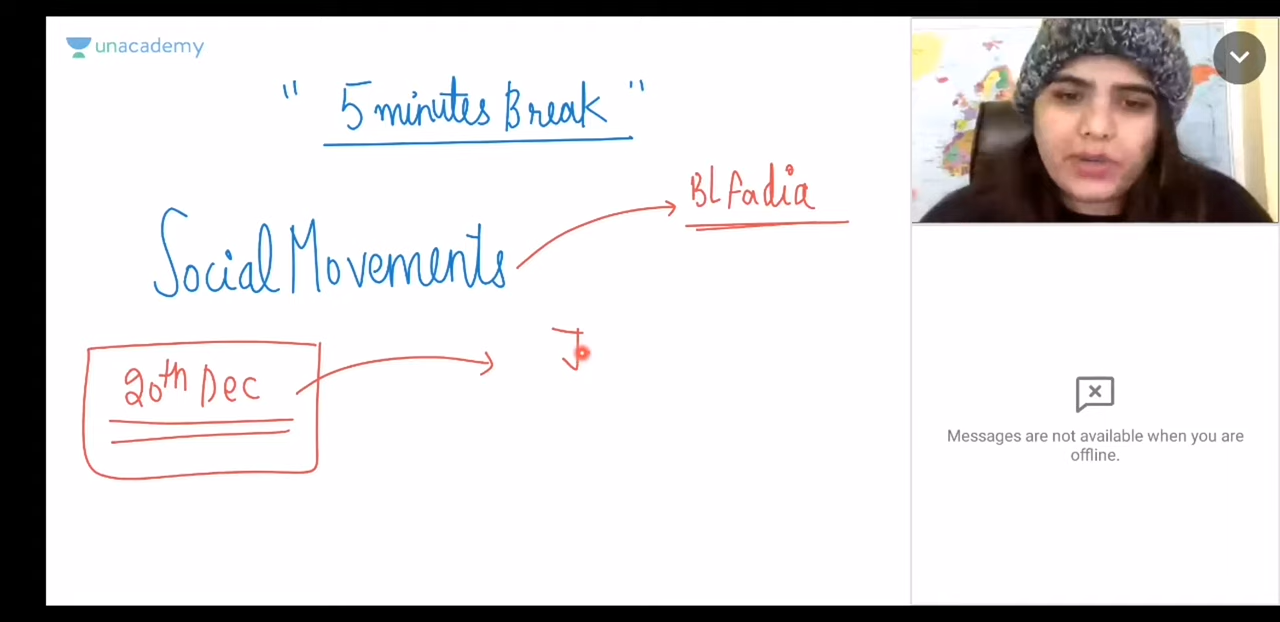 unacademy
" 5 minutes Break "
BL Fadia
Social Movements
20th Dec
J
Messages are not available when you are
offline.